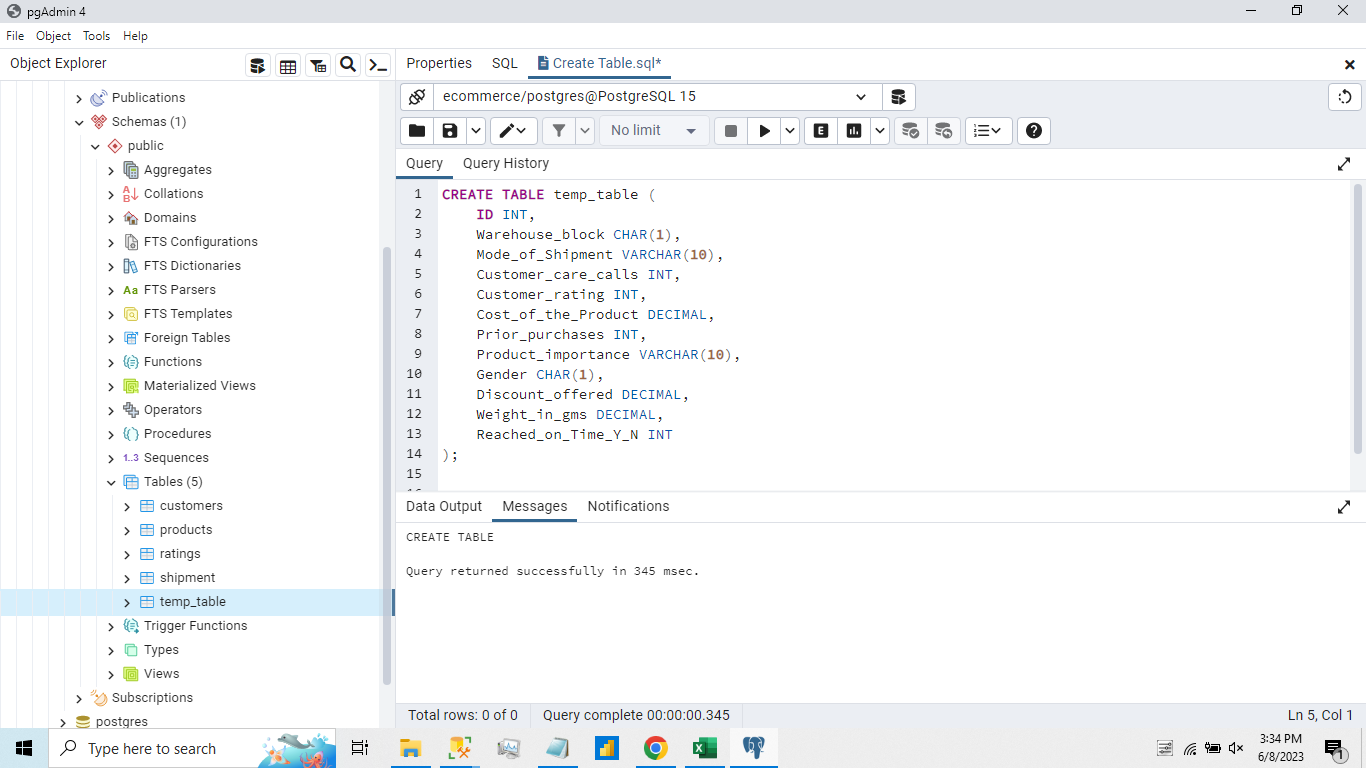 pgAdmin 4
File Object Tools Help
Object Explorer
Publications
Schemas (1)
public
Aggregates
Collations
Domains
FTS Configurations
FTS Dictionaries
Aa FTS Parsers
FTS Templates
Foreign Tables
Functions
Materialized Views
Operators
Procedures
1..3 Sequences
Tables (5)
customers
products
ratings
shipment
temp_table
Trigger Functions
Types
Views
Subscriptions
postgres
Properties SQL Create Table.sql*
ecommerce/postgres@PostgreSQL 15
No limit E
Query Query History
1 CREATE TABLE temp_table (
2 ID INT,
3 Warehouse_block CHAR(1),
4 Mode_of_Shipment VARCHAR(10),
5 Customer_care_calls INT,
6 Customer_rating INT,
7 Cost_of_the_Product DECIMAL,
8 Prior_purchases INT,
9 Product_importance VARCHAR(10),
10 Gender CHAR(1),
11 Discount_offered DECIMAL,
12 Weight_in_gms DECIMAL,
13 Reached_on_Time_Y_N INT
14 );
15
Data Output Messages Notifications
CREATE TABLE
Query returned successfully in 345 msec.
Total rows: 0 of 0 Query complete 00:00:00.345 Ln 5, Col 1
Type here to search
3:34 PM
6/8/2023
1